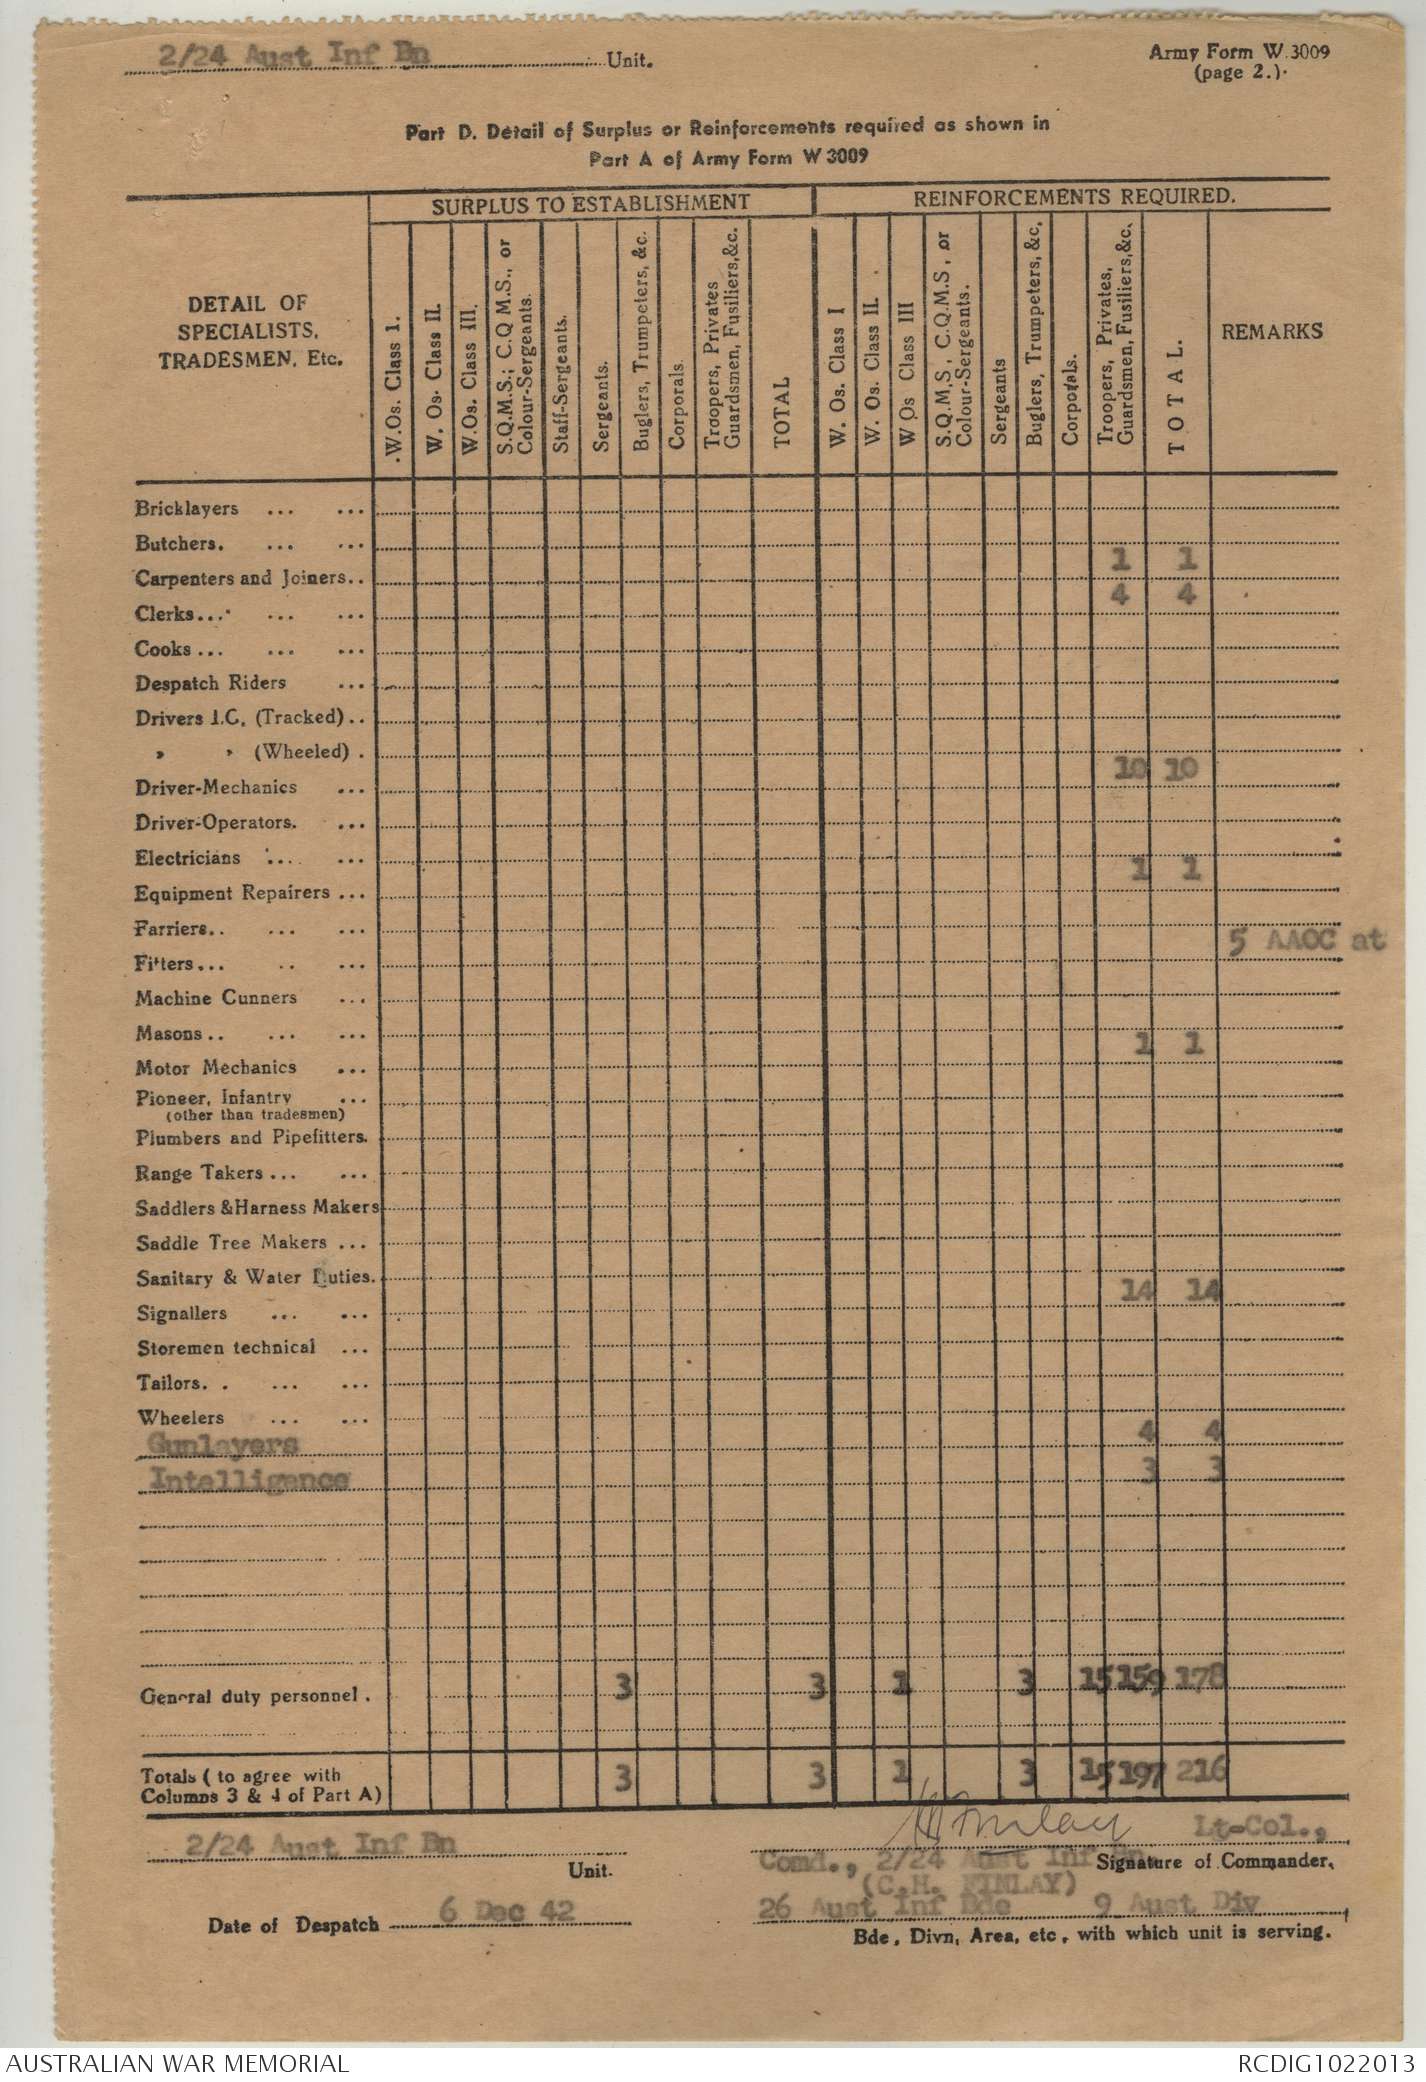 2/24 Aust Inf Bn Unit.
Army Form W 3009
(page 2.)
Part D. Detail of Surplus or Reinforcements required as shown in
Part A of Army Form W 3009
DETAIL OF
SPECIALISTS,
TRADESMEN, Etc.
SURPLUS TO ESTABLISHMENT
W.Os. Class 1.
W. Os. Class II.
W.Os. Class III.
S.Q.M.S.; C.Q M.S., or
Colour-Sergeants.
Staff-Sergeants.
Sergeants.
Buglers, Trumpeters, &c.
Corporals.
Troopers, Privates
Guardsmen, Fusiliers,&c.
TOTAL
REINFORCEMENTS REQUIRED.
W. Os. Class I
W. Os. Class II.
W Os Class III
S.Q.M,S , C.Q.M.S , or
Colour-Sergeants.
Sergeants
Buglers, Trumpeters, &c,
Corporals.
Troopers, Privates,
Guardsmen, Fusiliers,&c,
TOTAL.
REMARKS
Bricklayers ... ...
Butchers. ... ...
1 1
Carpenters and Joiners..
4 4
Clerks... ... ...
Cooks ... ... ...
Despatch Riders ...
Drivers I.C. (Tracked) ..
" " (Wheeled) .
10 10
Driver-Mechanics ...
Driver-Operators. ...
Electricians ... ...
1 1
Equipment Repairers ...
Farriers.. ... ...
5 AAOC at
Fitters... .. ...
Machine Gunners ...
Masons .. ... ...
1 1
Motor Mechanics ...
Pioneer, Infantry ...
(other than tradesmen)
Plumbers and Pipefitters.
Range Takers ... ...
Saddlers &Harness Makers
Saddle Tree Makers ...
Sanitary & Water Duties.
14 14
Signallers ... ...
Storemen technical ...
Tailors. . ... ...
Wheelers ... ...
4 4
Gunlayers
3 3
Intelligence
General duty personnel . 3 3 1 3 15 159 178
Totals ( to agree with
Columns 3 & 4 of Part A) 3 3 1 3 15 197 216
C H Finlay Lt-Col.,
2/24 Aust Inf Bn
Unit.
Comd., 2/24 Aust Inf Bn.
Signature of Commander.
(C.H. FINLAY)
Date of Despatch 6 Dec 42
26 Aust Inf Bde 9 Aust Div
Bde, Divn, Area, etc, with which unit is serving.
AUSTRALIAN WAR MEMORIAL
RCDIG1022013